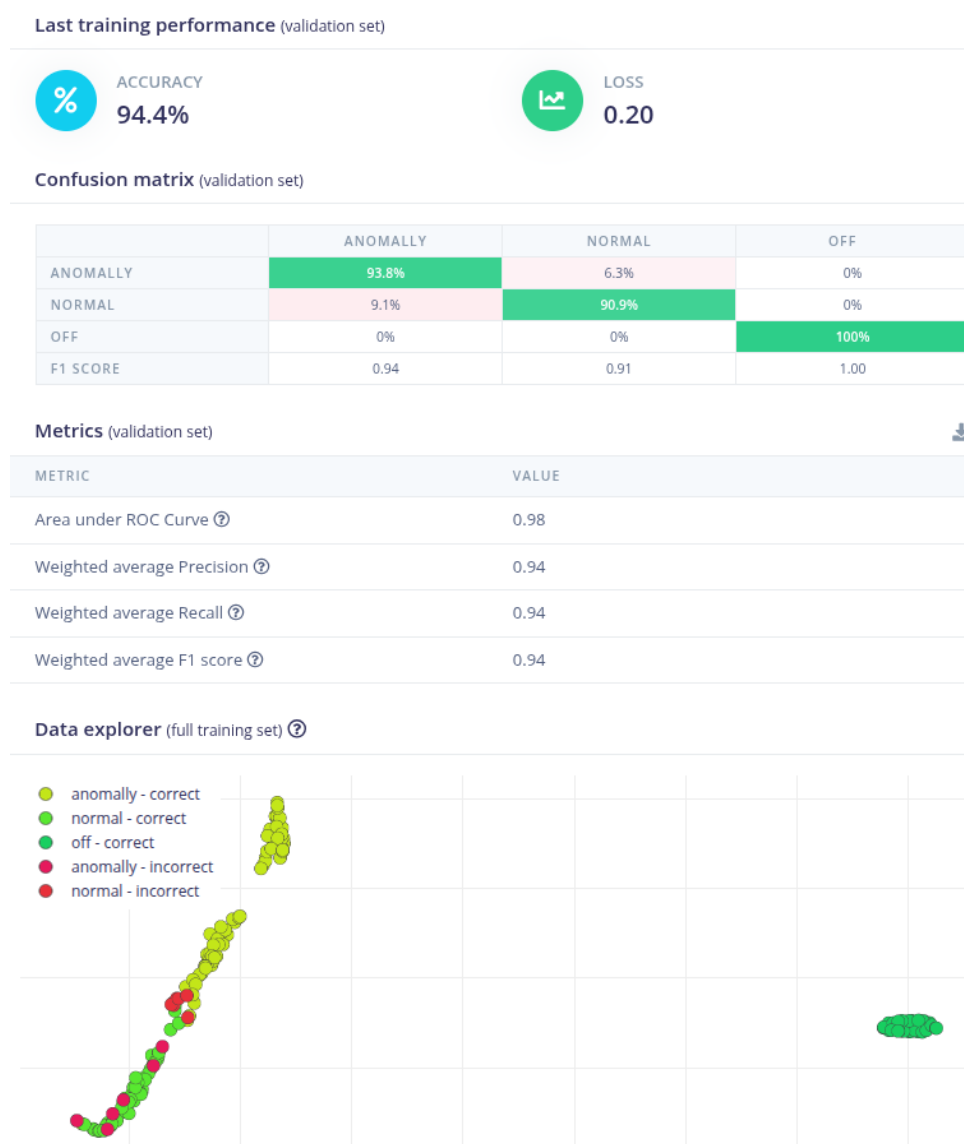 Last training performance (validation set)
ACCURACY
94.4%
LOSS
0.20
Confusion matrix (validation set)
ANOMALLY NORMAL OFF
ANOMALLY 93.8% 6.3% 0%
NORMAL 9.1% 90.9% 0%
OFF 0% 0% 100%
F1 SCORE 0.94 0.91 1.00
Metrics (validation set)
METRIC VALUE
Area under ROC Curve ? 0.98
Weighted average Precision ? 0.94
Weighted average Recall ? 0.94
Weighted average F1 score ? 0.94
Data explorer (full training set) ?
anomally - correct
normal - correct
off - correct
anomally - incorrect
normal - incorrect